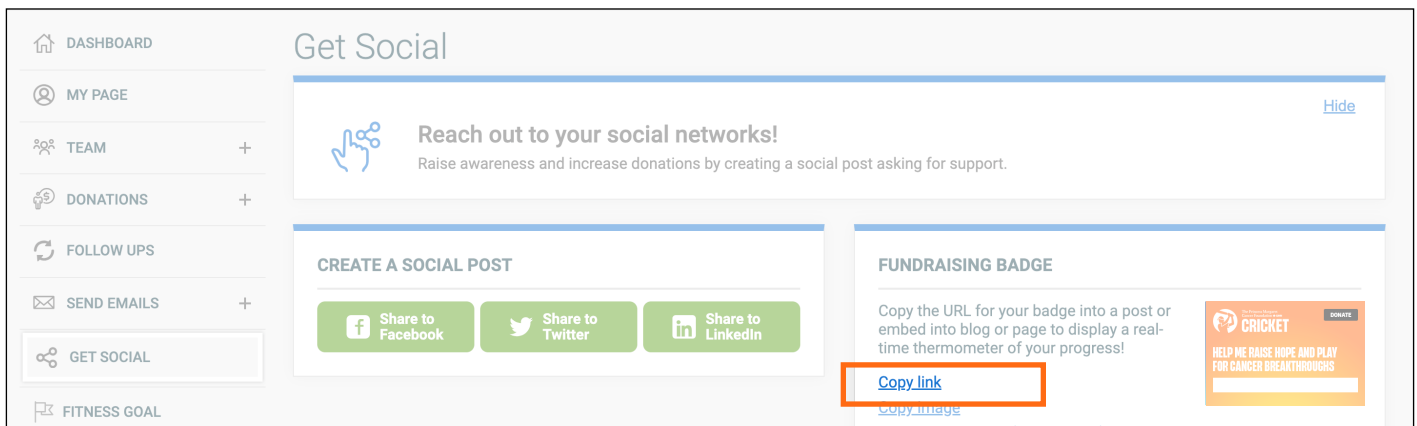 DASHBOARD
MY PAGE
TEAM
DONATIONS
FOLLOW UPS
SEND EMAILS
GET SOCIAL
FITNESS GOAL
Get Social
Hide
Reach out to your social networks!
Raise awareness and increase donations by creating a social post asking for support.
CREATE A SOCIAL POST
Share to
Facebook
Share to
Twitter
Share to
LinkedIn
FUNDRAISING BADGE
Copy the URL for your badge into a post or
embed into blog or page to display a real-
time thermometer of your progress!
Copy link
Copy image
CRICKET
DONATE
HELP ME RAISE HOPE AND PLAY
FOR CANCER BREAKTHROUGHS